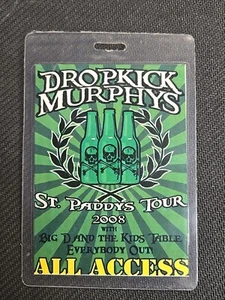 DROPKICK
MURPHYS
ST. PADDYS TOUR
2008
WITH
BIG D AND THE KIDS TABLE
EVERYBODY OUT
ALL ACCESS